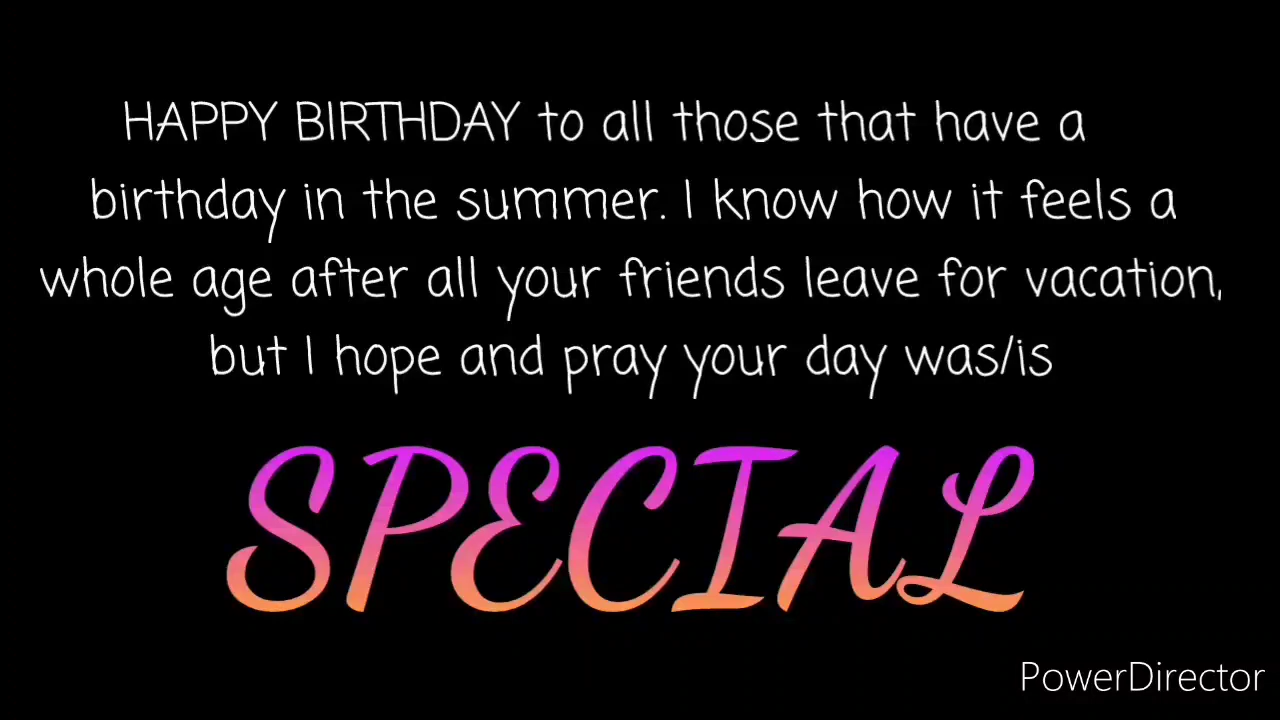 HAPPY BIRTHDAY to all those that have a
birthday in the summer. I know how it feels a
whole age after all your friends leave for vacation,
but I hope and pray your day was/is
SPECIAL
PowerDirector